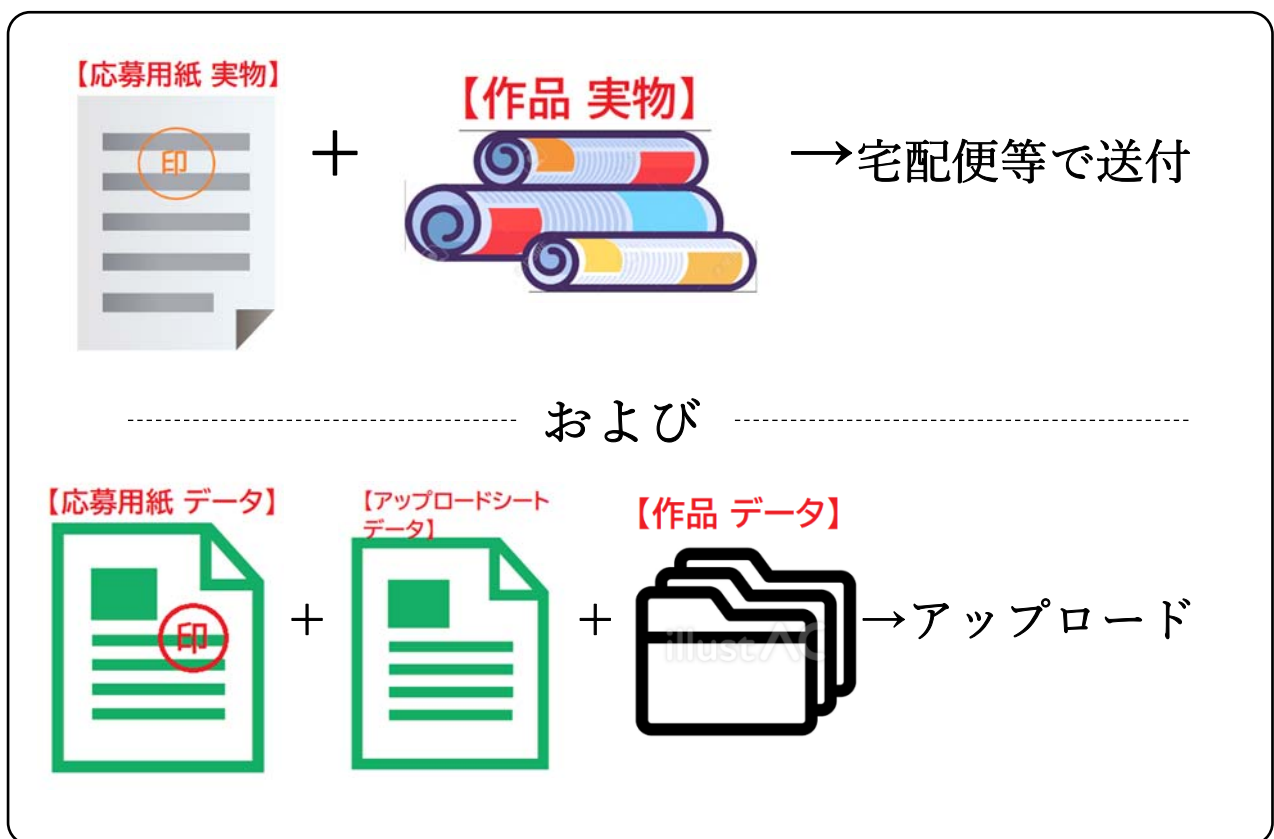 【応募用紙 実物】
【作品 実物】
印
+
→宅配便等で送付
および
【応募用紙 データ】
【アップロードシート
データ】
【作品 データ】
印
+
+
→アップロード
illustAC